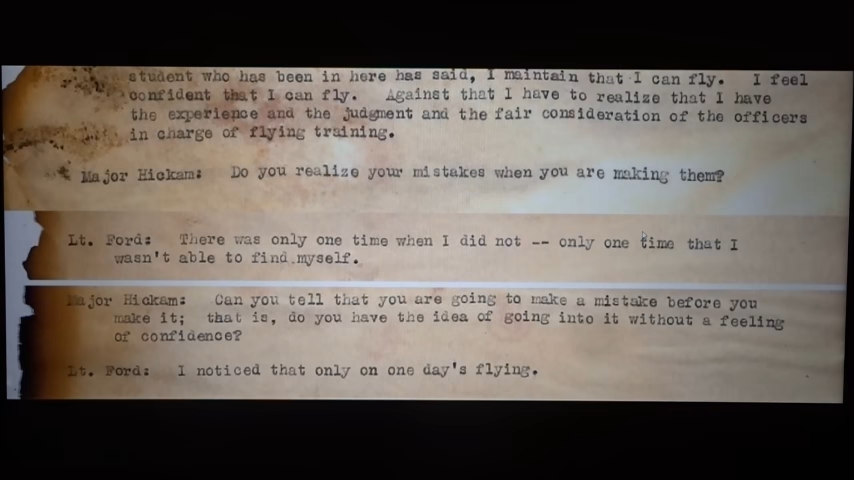 student who has been in here has said, I maintain that I can fly. I feel
confident that I can fly. Against that I have to realize that I have
the experience and the judgment and the fair consideration of the officers
in charge of flying training.
Major Hickam: Do you realize your mistakes when you are making them?
Lt. Ford: There was only one time when I did not -- only one time that I
wasn't able to find myself.
Major Hickam: Can you tell that you are going to make a mistake before you
make it; that is, do you have the idea of going into it without a feeling
of confidence?
Lt. Ford: I noticed that only on one day's flying.